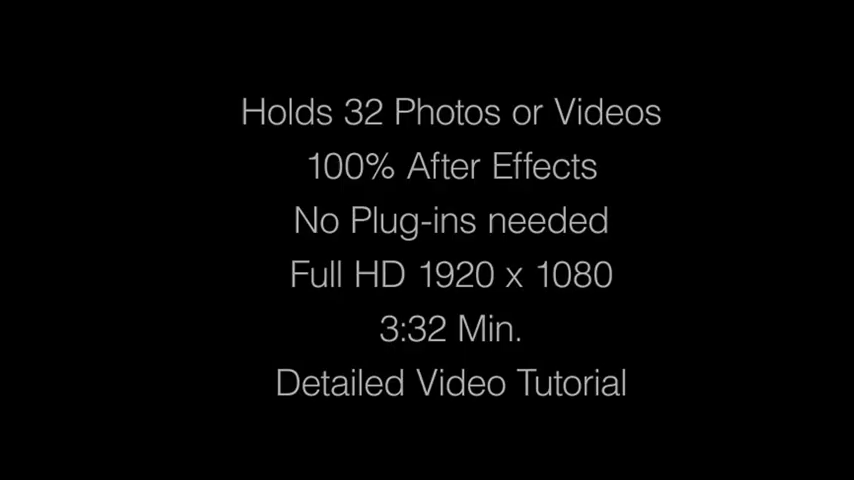 Holds 32 Photos or Videos
100% After Effects
No Plug-ins needed
Full HD 1920 x 1080
3:32 Min.
Detailed Video Tutorial